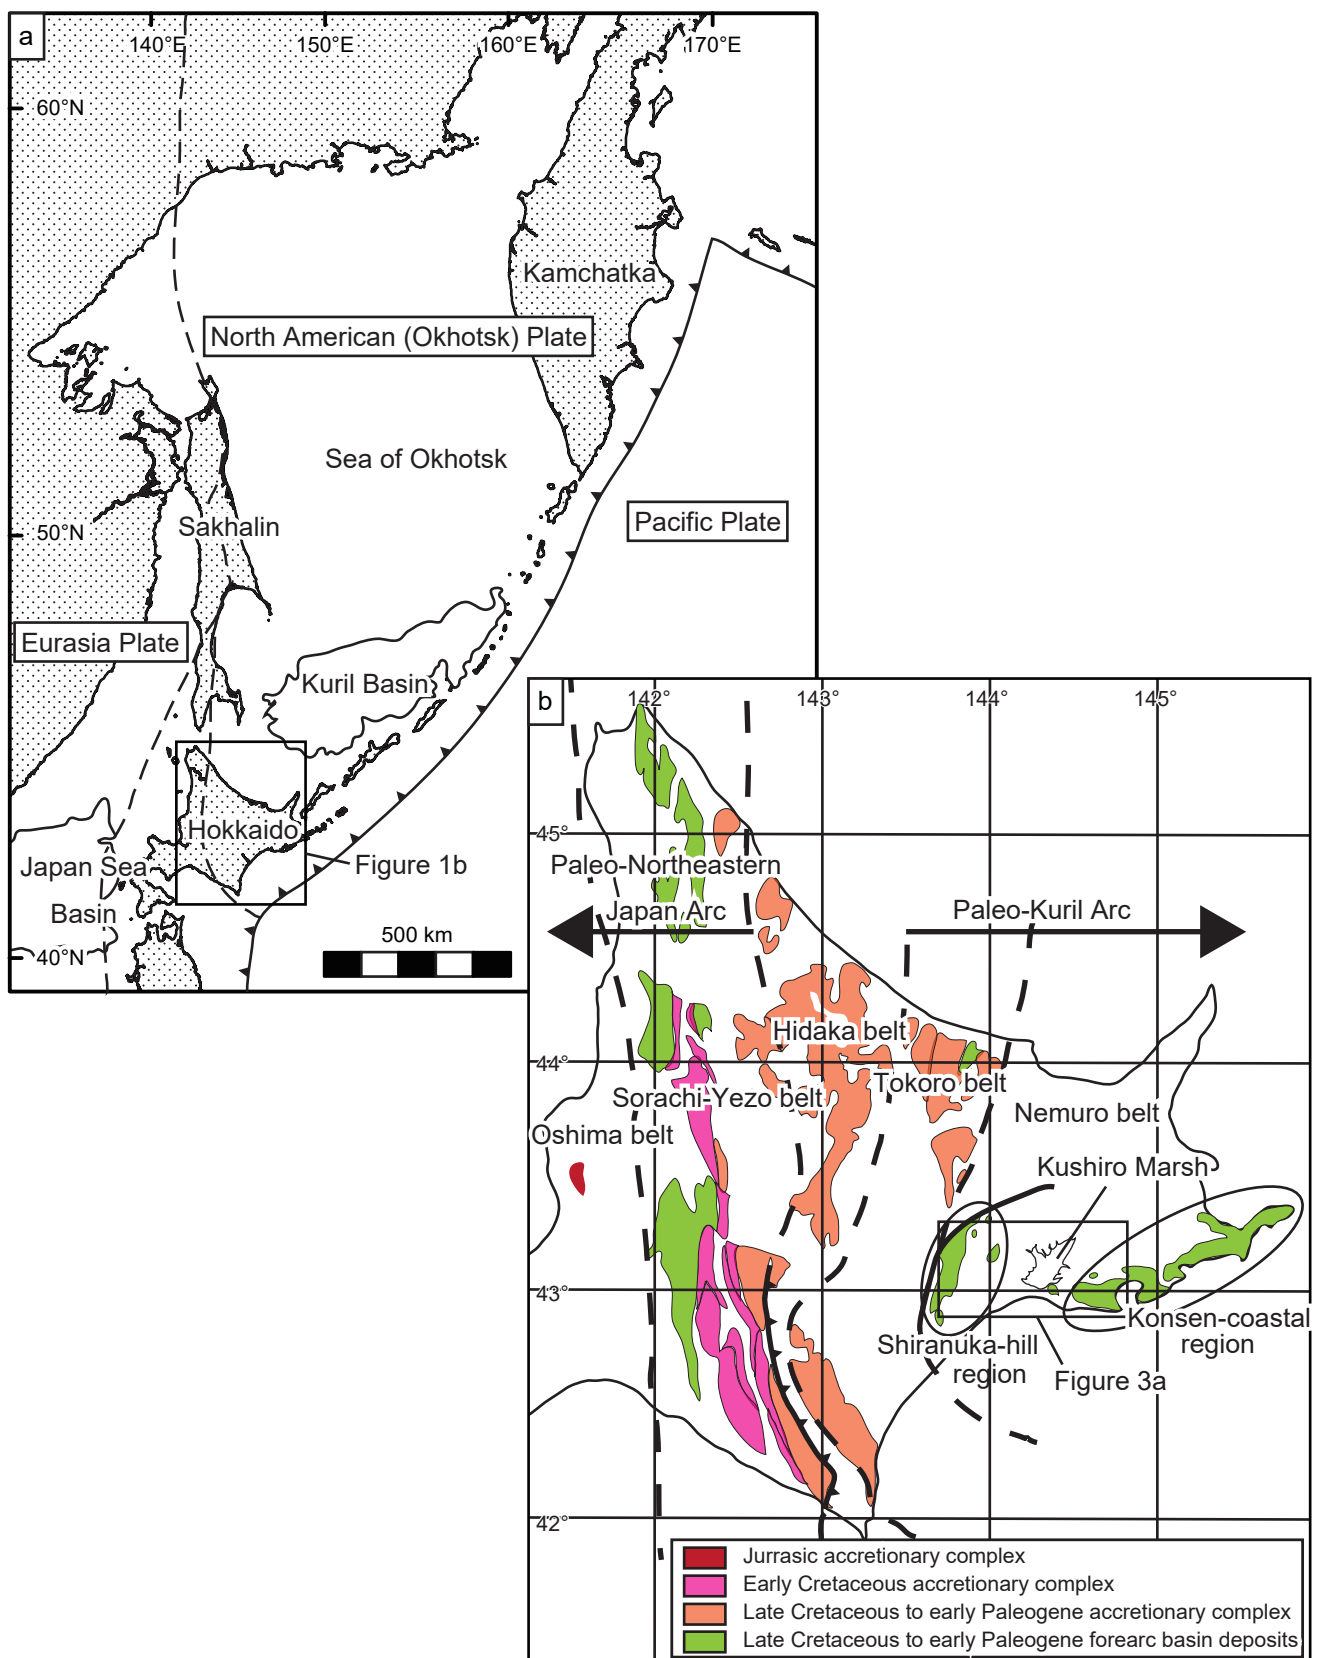 a
140°E
150°E
160°E
170°E
60°N
Kamchatka
North American (Okhotsk) Plate
Sea of Okhotsk
Pacific Plate
50°N
Sakhalin
Eurasia Plate
Kuril Basin
Hokkaido
Figure 1b
Japan Sea
Basin
500 km
40°N
b
142°
143°
144°
145°
45°
Paleo-Northeastern
Japan Arc
Paleo-Kuril Arc
Hidaka belt
44°
Tokoro belt
Sorachi-Yezo belt
Nemuro belt
Oshima belt
Kushiro Marsh
43°
Konsen-coastal
region
Shiranuka-hill
region
Figure 3a
42°
Jurrasic accretionary complex
Early Cretaceous accretionary complex
Late Cretaceous to early Paleogene accretionary complex
Late Cretaceous to early Paleogene forearc basin deposits